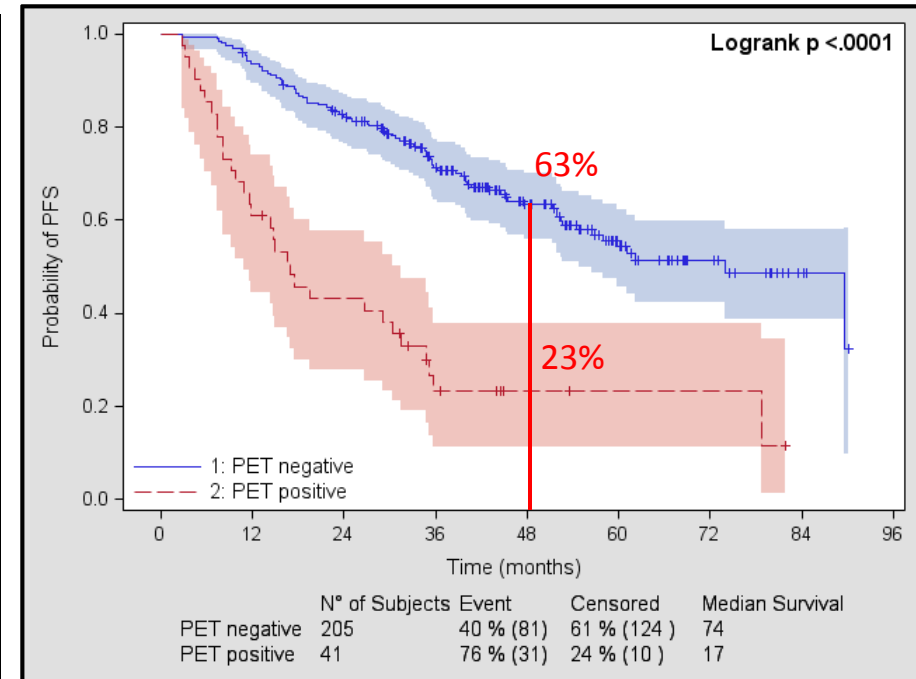 Logrank p <.0001
1.0
0.8
0.6
0.4
0.2
0.0
Probability of PFS
63%
23%
1: PET negative
2: PET positive
0 12 24 36 48 60 72 84 96
Time (months)
N° of Subjects Event Censored Median Survival
PET negative 205 40 % (81) 61 % (124 ) 74
PET positive 41 76 % (31) 24 % (10 ) 17